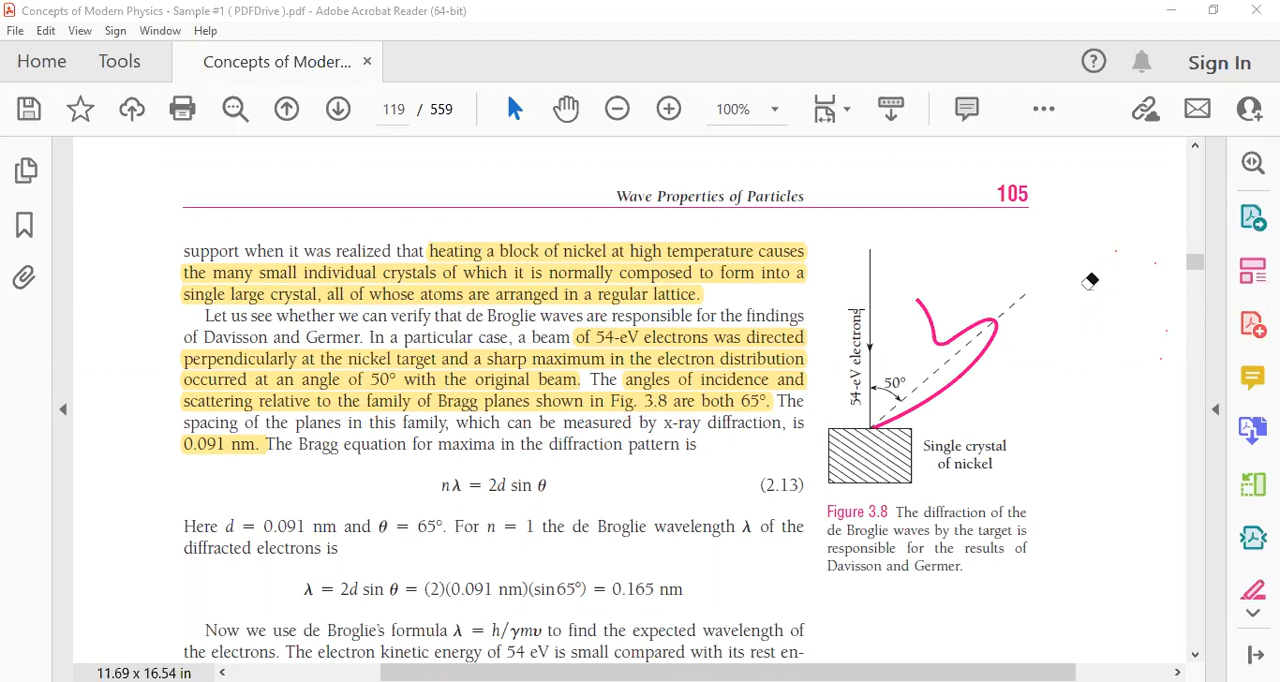 Concepts of Modern Physics - Sample #1 ( PDFDrive ).pdf - Adobe Acrobat Reader (64-bit)
File Edit View Sign Window Help
Home Tools Concepts of Moder... × Sign In
119 / 559 100%
Wave Properties of Particles 105
support when it was realized that heating a block of nickel at high temperature causes
the many small individual crystals of which it is normally composed to form into a
single large crystal, all of whose atoms are arranged in a regular lattice.
Let us see whether we can verify that de Broglie waves are responsible for the findings
of Davisson and Germer. In a particular case, a beam of 54-eV electrons was directed
perpendicularly at the nickel target and a sharp maximum in the electron distribution
occurred at an angle of 50° with the original beam. The angles of incidence and
scattering relative to the family of Bragg planes shown in Fig. 3.8 are both 65°. The
spacing of the planes in this family, which can be measured by x-ray diffraction, is
0.091 nm. The Bragg equation for maxima in the diffraction pattern is
nλ = 2d sin θ (2.13)
Here d = 0.091 nm and θ = 65°. For n = 1 the de Broglie wavelength λ of the
diffracted electrons is
λ = 2d sin θ = (2)(0.091 nm)(sin65°) = 0.165 nm
Now we use de Broglie's formula λ = h/γmυ to find the expected wavelength of
the electrons. The electron kinetic energy of 54 eV is small compared with its rest en-
54-eV electrons
50°
Single crystal
of nickel
Figure 3.8 The diffraction of the
de Broglie waves by the target is
responsible for the results of
Davisson and Germer.
11.69 x 16.54 in